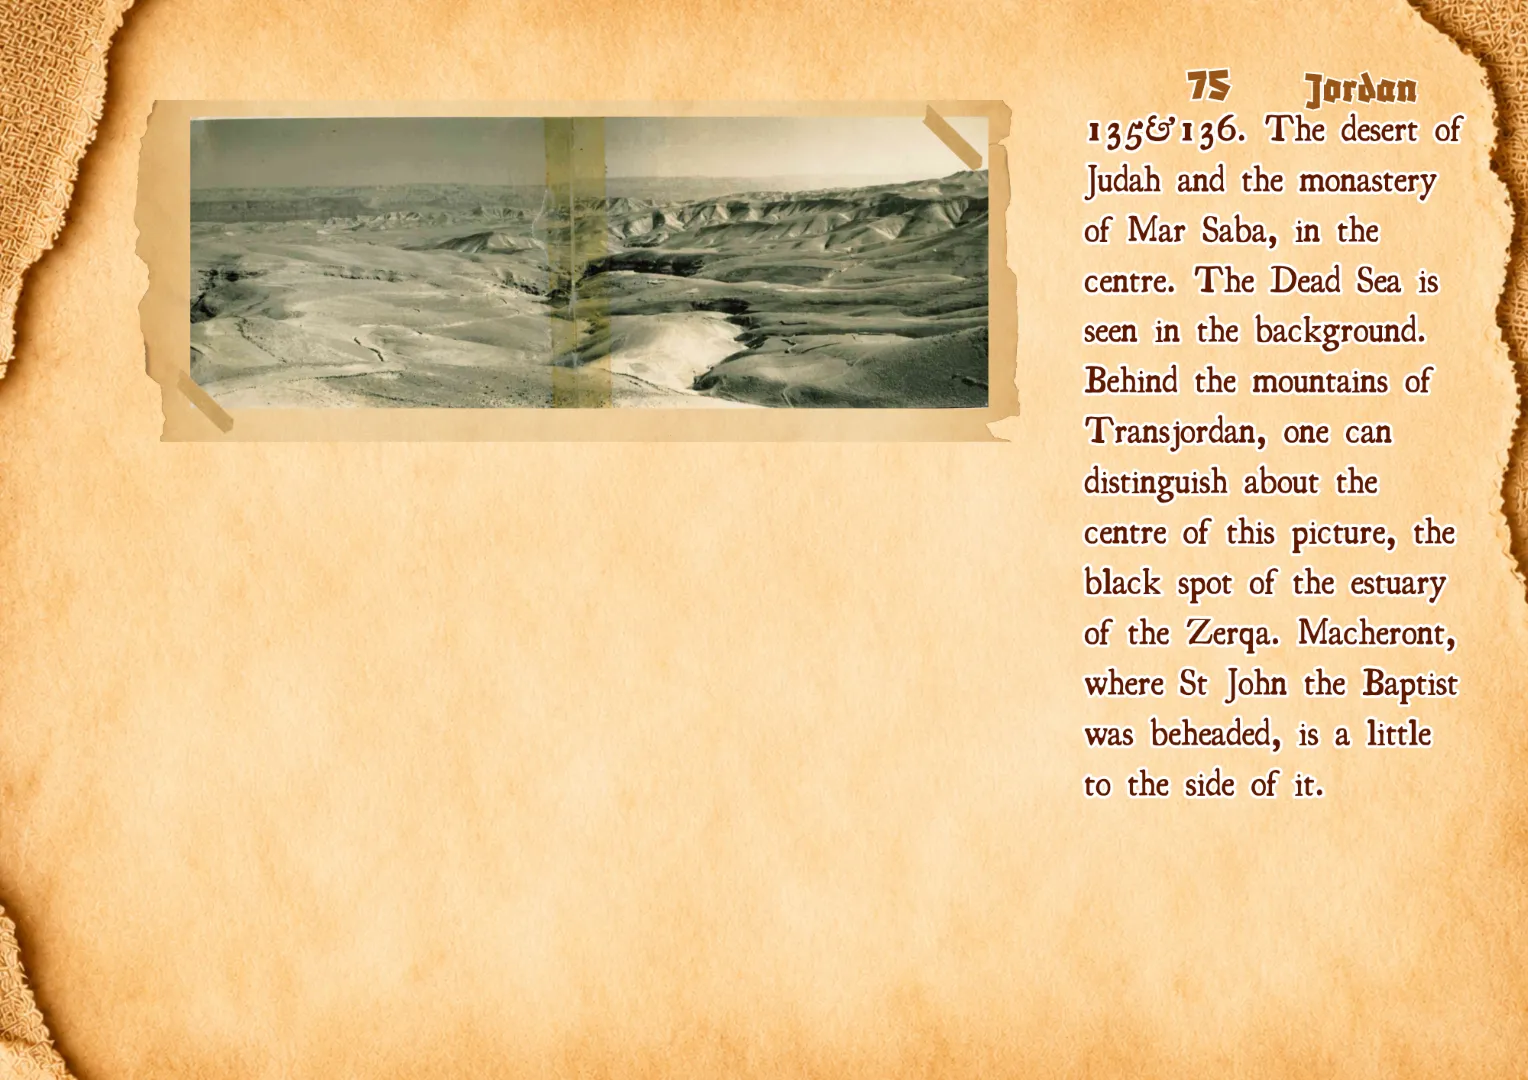 75 Jordan
135&136. The desert of
Judah and the monastery
of Mar Saba, in the
centre. The Dead Sea is
seen in the background.
Behind the mountains of
Transjordan, one can
distinguish about the
centre of this picture, the
black spot of the estuary
of the Zerqa. Macheront,
where St John the Baptist
was beheaded, is a little
to the side of it.